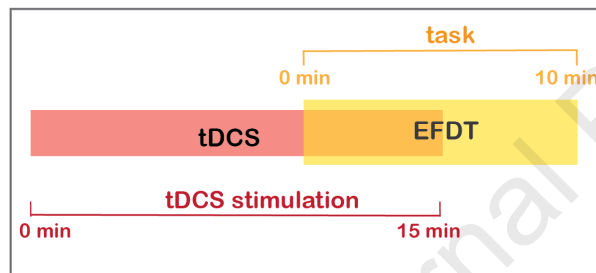 task
0 min
10 min
tDCS
EFDT
tDCS stimulation
0 min
15 min